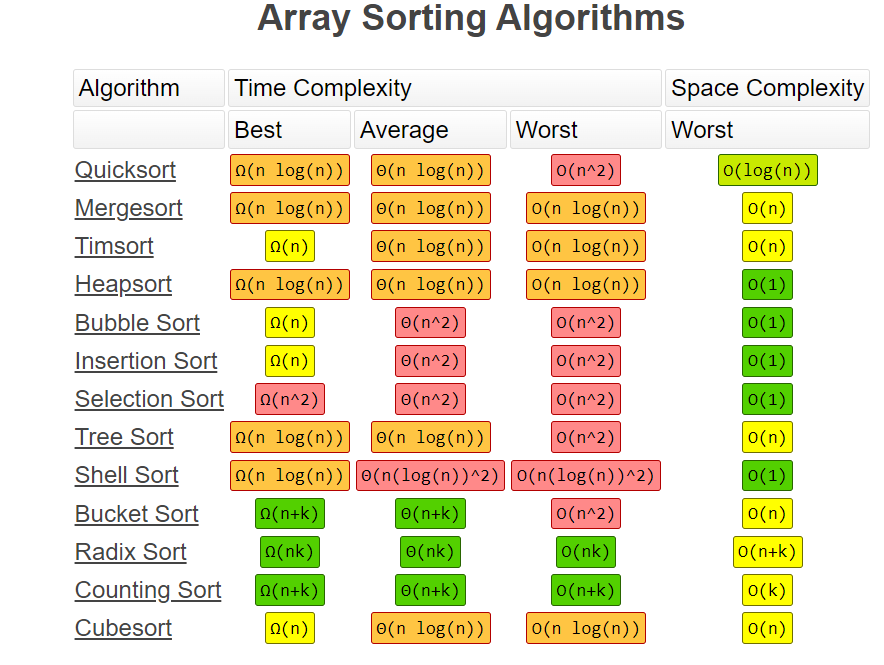 Array Sorting Algorithms
Algorithm Time Complexity Space Complexity
Best Average Worst Worst
Quicksort Ω(n log(n)) Θ(n log(n)) O(n^2) O(log(n))
Mergesort Ω(n log(n)) Θ(n log(n)) O(n log(n)) O(n)
Timsort Ω(n) Θ(n log(n)) O(n log(n)) O(n)
Heapsort Ω(n log(n)) Θ(n log(n)) O(n log(n)) O(1)
Bubble Sort Ω(n) Θ(n^2) O(n^2) O(1)
Insertion Sort Ω(n) Θ(n^2) O(n^2) O(1)
Selection Sort Ω(n^2) Θ(n^2) O(n^2) O(1)
Tree Sort Ω(n log(n)) Θ(n log(n)) O(n^2) O(n)
Shell Sort Ω(n log(n)) Θ(n(log(n))^2) O(n(log(n))^2) O(1)
Bucket Sort Ω(n+k) Θ(n+k) O(n^2) O(n)
Radix Sort Ω(nk) Θ(nk) O(nk) O(n+k)
Counting Sort Ω(n+k) Θ(n+k) O(n+k) O(k)
Cubesort Ω(n) Θ(n log(n)) O(n log(n)) O(n)